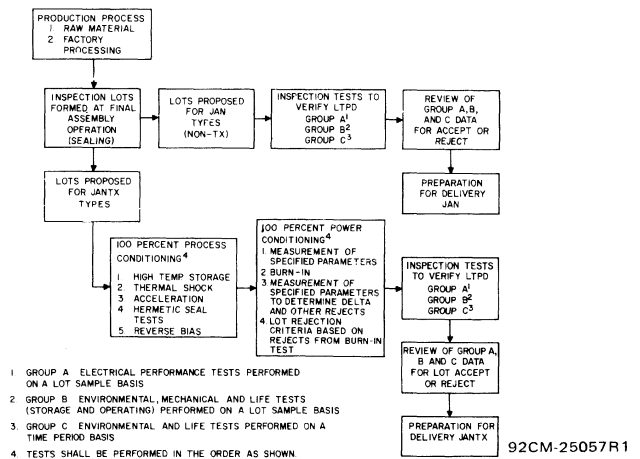 PRODUCTION PROCESS
1. RAW MATERIAL
2 FACTORY
PROCESSING
INSPECTION LOTS
FORMED AT FINAL
ASSEMBLY
OPERATION
(SEALING)
LOTS PROPOSED
FOR JAN
TYPES
(NON-TX)
INSPECTION TESTS TO
VERIFY LTPD
GROUP A1
GROUP B2
GROUP C3
REVIEW OF
GROUP A, B,
AND C DATA
FOR ACCEPT OR
REJECT
PREPARATION
FOR DELIVERY
JAN
LOTS PROPOSED
FOR JANTX
TYPES
100 PERCENT PROCESS
CONDITIONING4
1 HIGH TEMP STORAGE
2. THERMAL SHOCK
3 ACCELERATION
4 HERMETIC SEAL
TESTS
5. REVERSE BIAS
100 PERCENT POWER
CONDITIONING4
1. MEASUREMENT OF
SPECIFIED PARAMETERS
2 BURN-IN
3 MEASUREMENT OF
SPECIFIED PARAMETERS
TO DETERMINE DELTA
AND OTHER REJECTS
4. LOT REJECTION
CRITERIA BASED ON
REJECTS FROM BURN-IN
TEST
INSPECTION TESTS
TO VERIFY LTPD
GROUP A1
GROUP B2
GROUP C3
REVIEW OF GROUP A,
B AND C DATA
FOR LOT ACCEPT
OR REJECT
PREPARATION FOR
DELIVERY JANTX
1 GROUP A ELECTRICAL PERFORMANCE TESTS PERFORMED
ON A LOT SAMPLE BASIS
2 GROUP B ENVIRONMENTAL, MECHANICAL AND LIFE TESTS
(STORAGE AND OPERATING) PERFORMED ON A LOT SAMPLE BASIS
3. GROUP C ENVIRONMENTAL AND LIFE TESTS PERFORMED ON A
TIME PERIOD BASIS
4. TESTS SHALL BE PERFORMED IN THE ORDER AS SHOWN.
92CM-25057R1